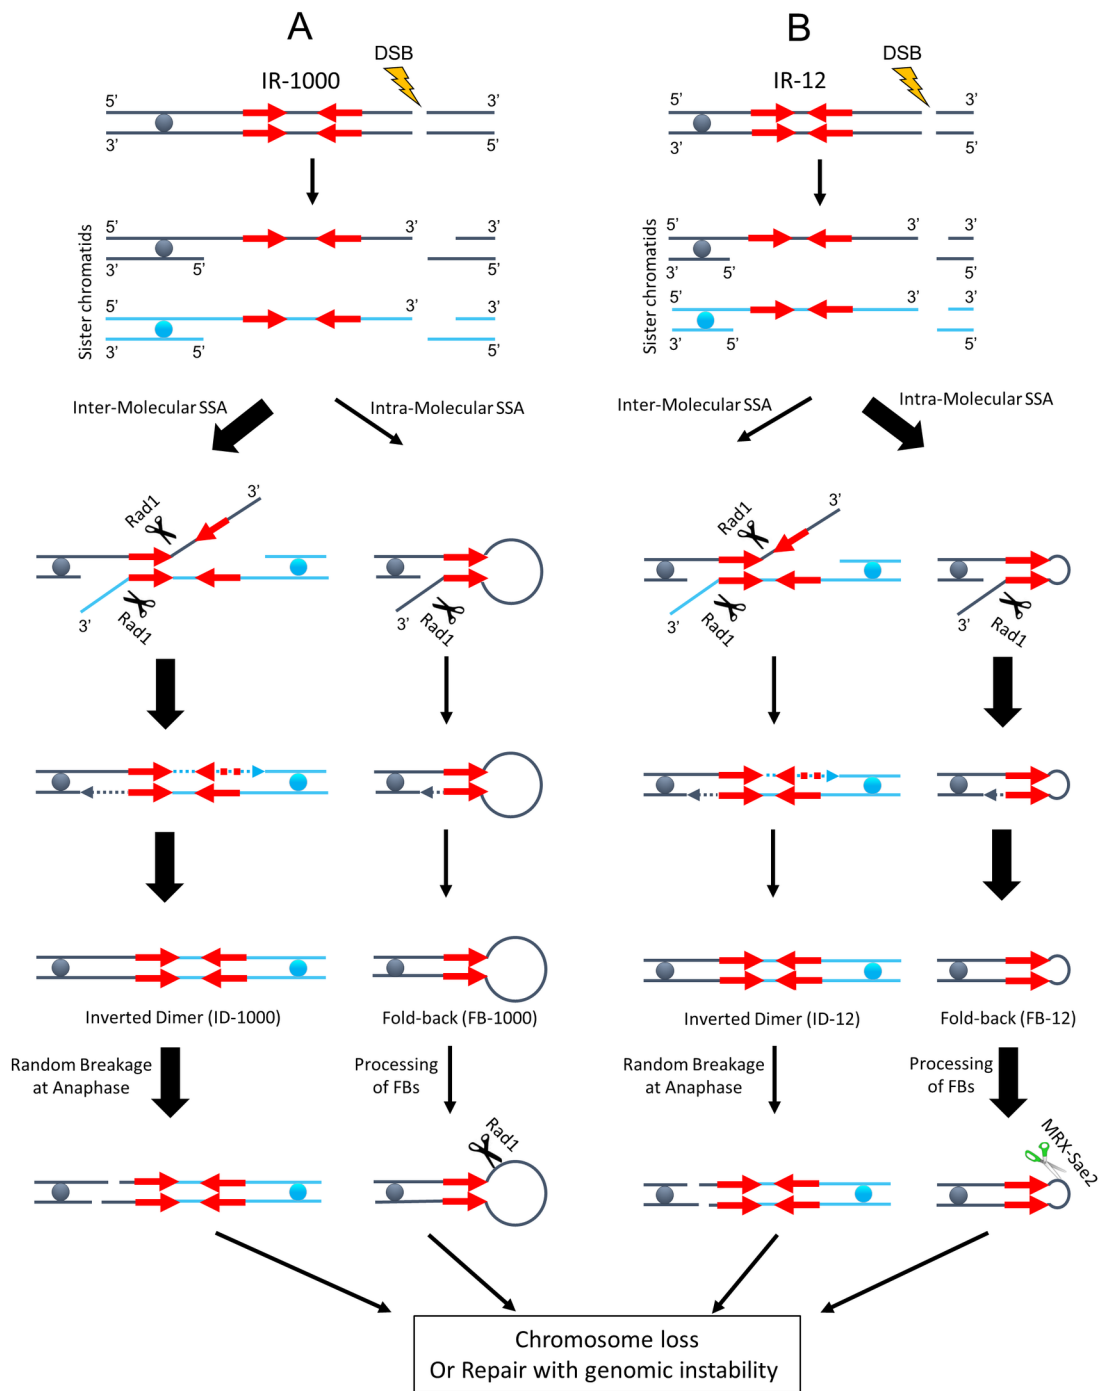 A
B
DSB
DSB
IR-1000
IR-12
5’
3’
5’
3’
3’
5’
3’
5’
Sister chromatids
5’
3’
3’
3’
5’
5’
5’
3’
3’
3’
5’
5’
Sister chromatids
5’
3’
3’
3’
5’
5’
5’
3’
3’
3’
5’
5’
Inter-Molecular SSA
Intra-Molecular SSA
Inter-Molecular SSA
Intra-Molecular SSA
Rad1
3’
Rad1
3’
Rad1
3’
Rad1
3’
Rad1
3’
Rad1
3’
Inverted Dimer (ID-1000)
Fold-back (FB-1000)
Inverted Dimer (ID-12)
Fold-back (FB-12)
Random Breakage
at Anaphase
Processing
of FBs
Random Breakage
at Anaphase
Processing
of FBs
Rad1
MRX-Sae2
Chromosome loss
Or Repair with genomic instability